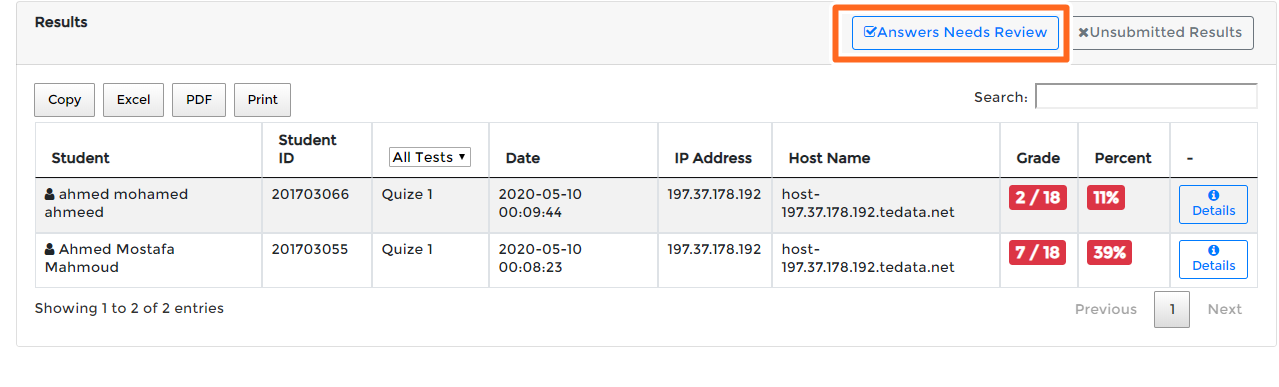 Results
Answers Needs Review
Unsubmitted Results
Copy Excel PDF Print
Search:
Student
Student ID
All Tests
Date
IP Address
Host Name
Grade
Percent
-
ahmed mohamed
ahmeed
201703066
Quize 1
2020-05-10
00:09:44
197.37.178.192
host-
197.37.178.192.tedata.net
2 / 18
11%
Details
Ahmed Mostafa
Mahmoud
201703055
Quize 1
2020-05-10
00:08:23
197.37.178.192
host-
197.37.178.192.tedata.net
7 / 18
39%
Details
Showing 1 to 2 of 2 entries
Previous 1 Next